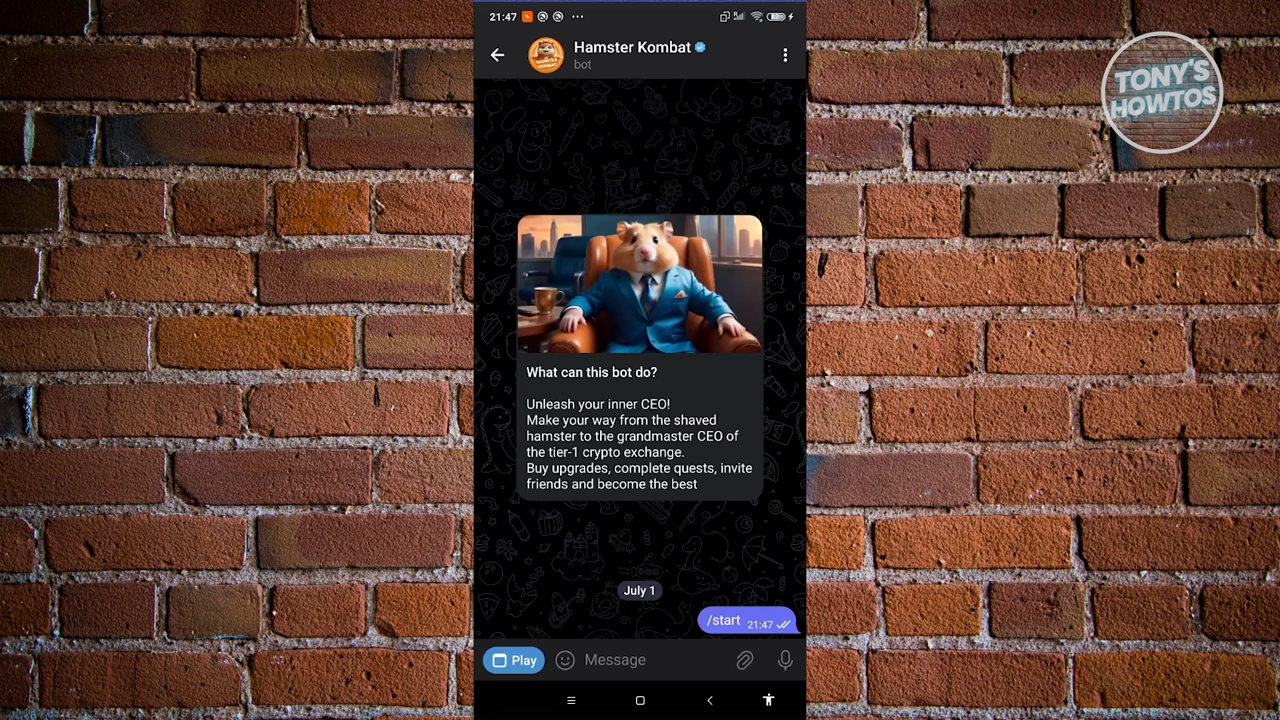 21:47
Hamster Kombat
bot
TONY'S
HOWTOS
HAMSTER
KOMBAT
What can this bot do?
Unleash your inner CEO!
Make your way from the shaved
hamster to the grandmaster CEO of
the tier-1 crypto exchange.
Buy upgrades, complete quests, invite
friends and become the best
July 1
/start 21:47
Play
Message